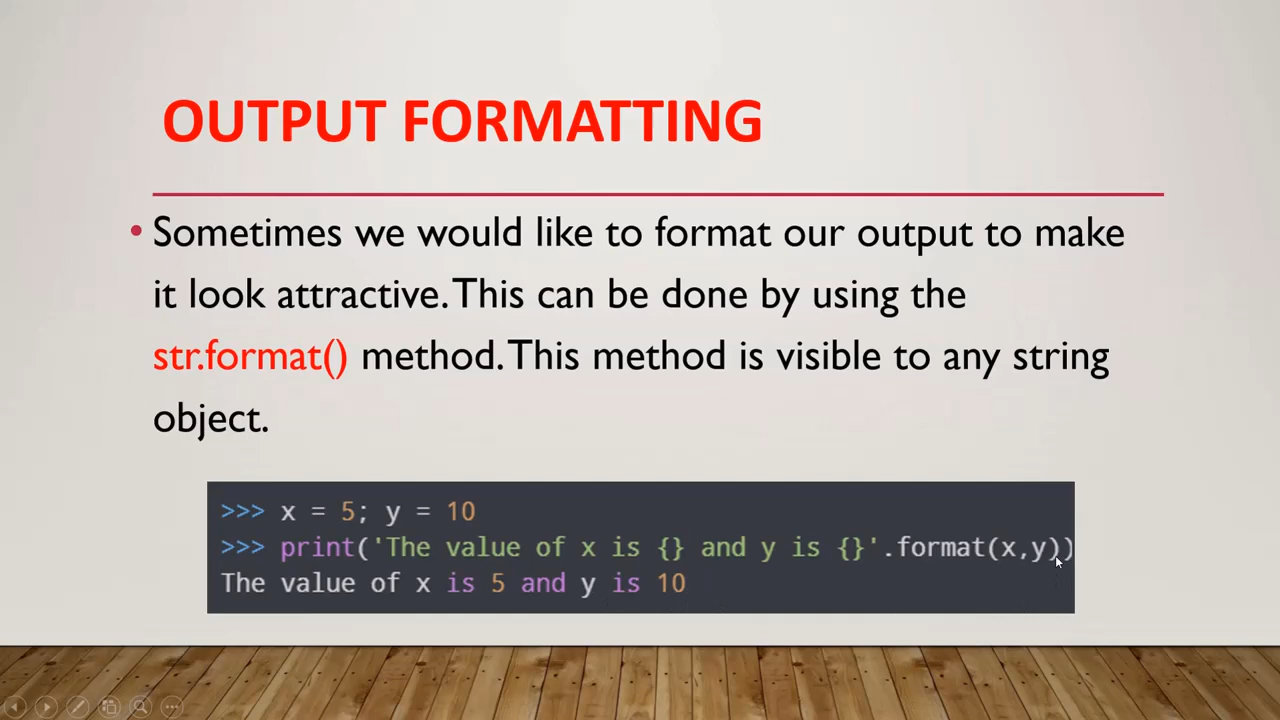 OUTPUT FORMATTING
• Sometimes we would like to format our output to make
it look attractive. This can be done by using the
str.format() method. This method is visible to any string
object.
>>> x = 5; y = 10
>>> print('The value of x is {} and y is {}'.format(x,y))
The value of x is 5 and y is 10